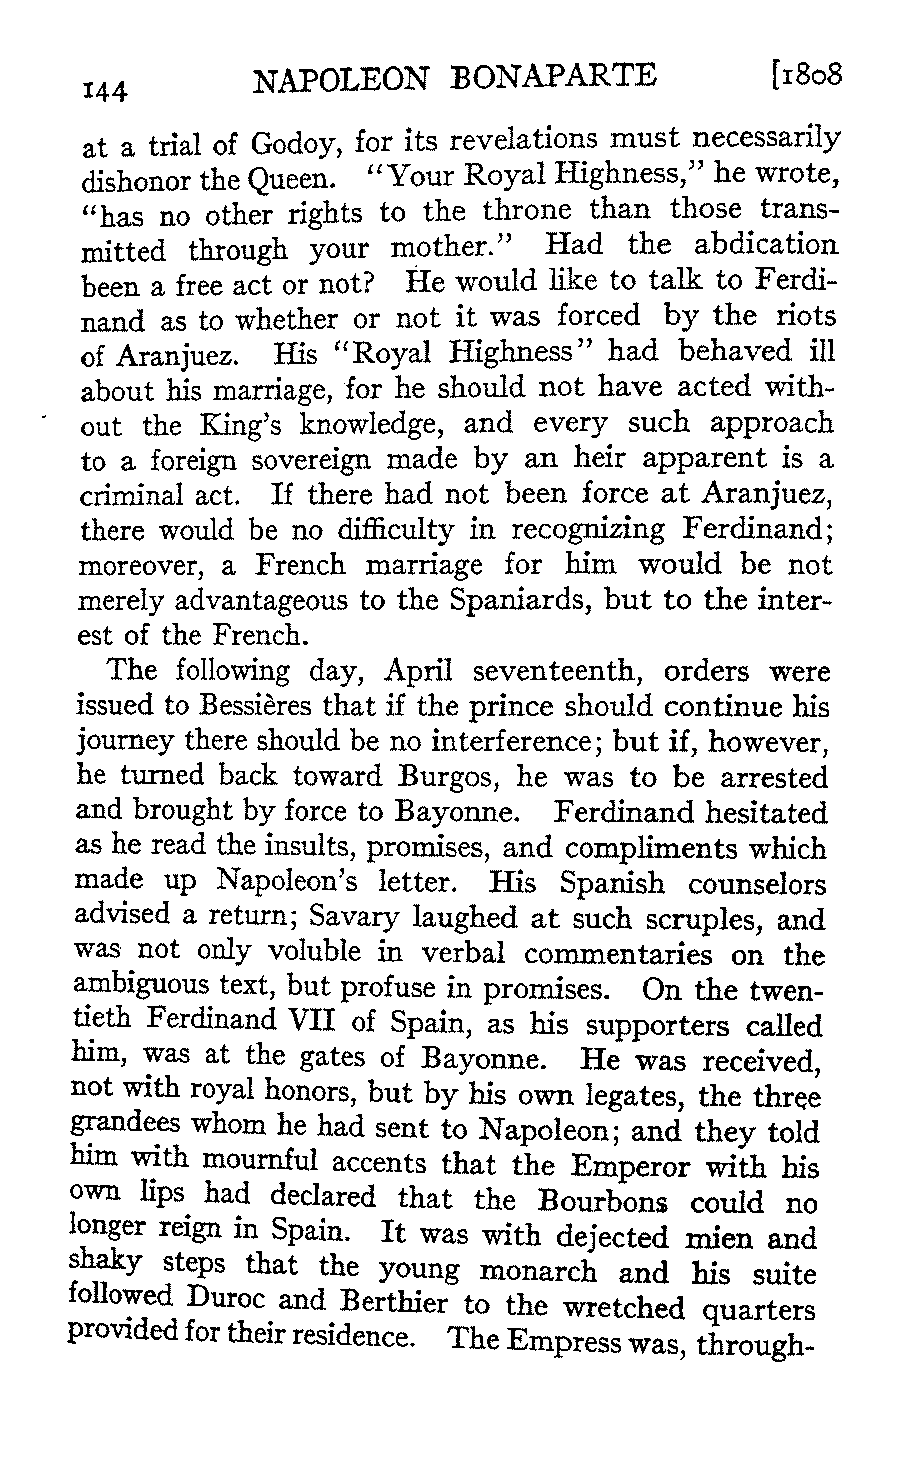 144 NAPOLEON BONAPARTE [1808
at a trial of Godoy, for its revelations must necessarily
dishonor the Queen. “Your Royal Highness,” he wrote,
“has no other rights to the throne than those trans-
mitted through your mother.” Had the abdication
been a free act or not? He would like to talk to Ferdi-
nand as to whether or not it was forced by the riots
of Aranjuez. His “Royal Highness” had behaved ill
about his marriage, for he should not have acted with-
out the King’s knowledge, and every such approach
to a foreign sovereign made by an heir apparent is a
criminal act. If there had not been force at Aranjuez,
there would be no difficulty in recognizing Ferdinand;
moreover, a French marriage for him would be not
merely advantageous to the Spaniards, but to the inter-
est of the French.
The following day, April seventeenth, orders were
issued to Bessières that if the prince should continue his
journey there should be no interference; but if, however,
he turned back toward Burgos, he was to be arrested
and brought by force to Bayonne. Ferdinand hesitated
as he read the insults, promises, and compliments which
made up Napoleon’s letter. His Spanish counselors
advised a return; Savary laughed at such scruples, and
was not only voluble in verbal commentaries on the
ambiguous text, but profuse in promises. On the twen-
tieth Ferdinand VII of Spain, as his supporters called
him, was at the gates of Bayonne. He was received,
not with royal honors, but by his own legates, the three
grandees whom he had sent to Napoleon; and they told
him with mournful accents that the Emperor with his
own lips had declared that the Bourbons could no
longer reign in Spain. It was with dejected mien and
shaky steps that the young monarch and his suite
followed Duroc and Berthier to the wretched quarters
provided for their residence. The Empress was, through-